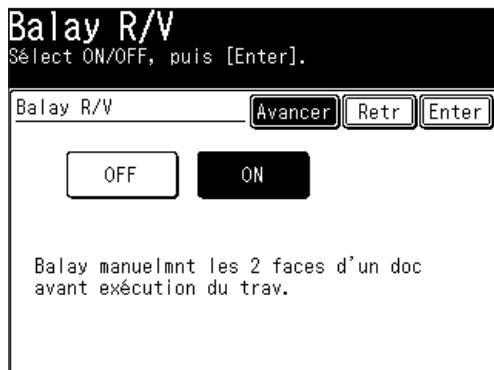 Balay R/V
Sélect ON/OFF, puis [Enter].
Balay R/V Avancer Retr Enter
OFF ON
Balay manuelmnt les 2 faces d'un doc
avant exécution du trav.